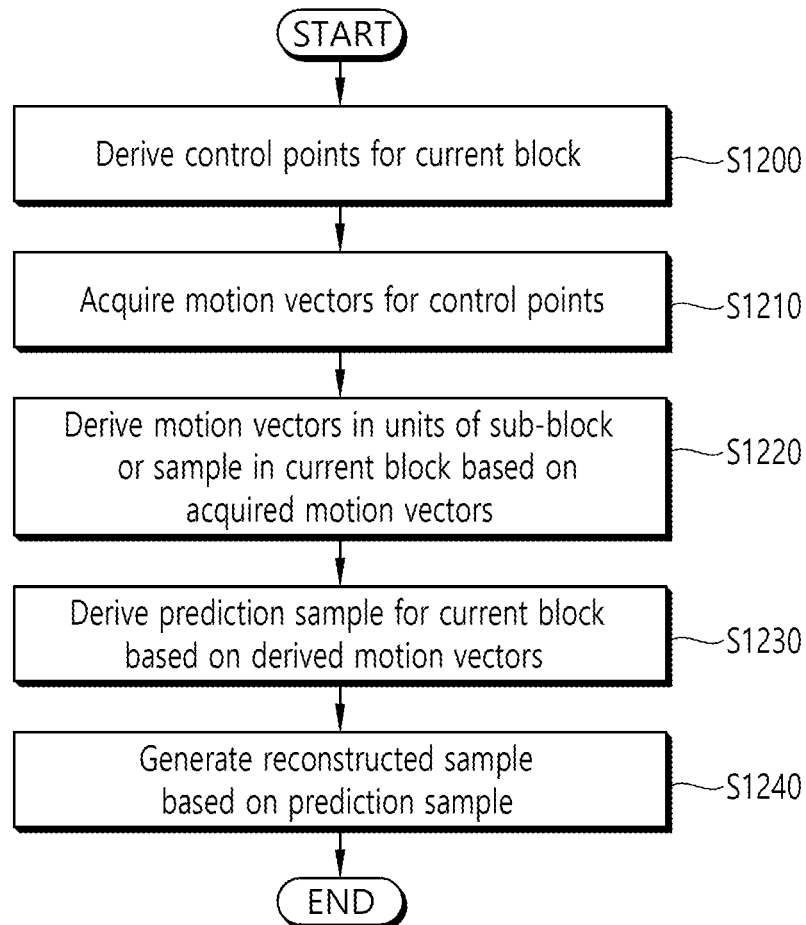 START
Derive control points for current block
S1200
Acquire motion vectors for control points
S1210
Derive motion vectors in units of sub-block
or sample in current block based on
acquired motion vectors
S1220
Derive prediction sample for current block
based on derived motion vectors
S1230
Generate reconstructed sample
based on prediction sample
S1240
END